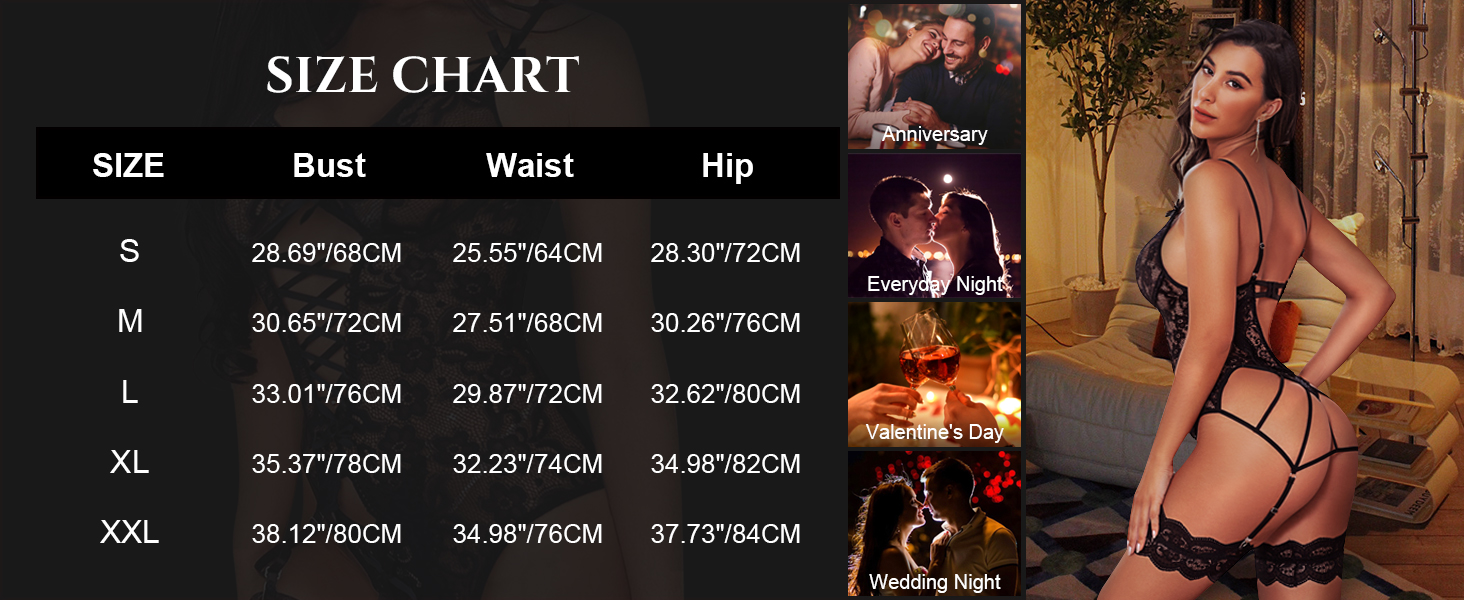 SIZE CHART
SIZE Bust Waist Hip
S 28.69"/68CM 25.55"/64CM 28.30"/72CM
M 30.65"/72CM 27.51"/68CM 30.26"/76CM
L 33.01"/76CM 29.87"/72CM 32.62"/80CM
XL 35.37"/78CM 32.23"/74CM 34.98"/82CM
XXL 38.12"/80CM 34.98"/76CM 37.73"/84CM
Anniversary
Everyday Night
Valentine's Day
Wedding Night